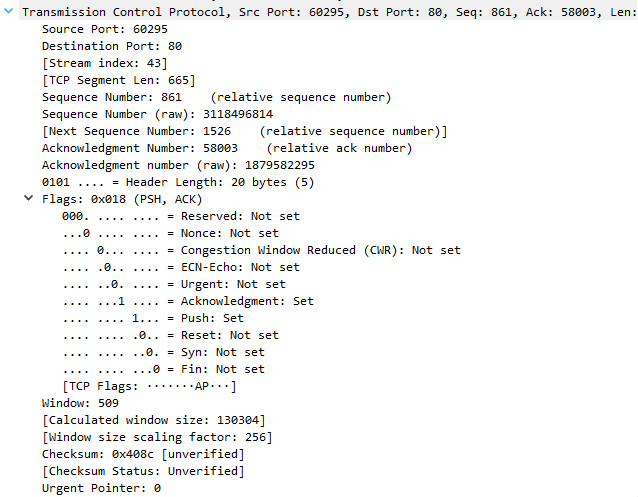 Transmission Control Protocol, Src Port: 60295, Dst Port: 80, Seq: 861, Ack: 58003, Len:
Source Port: 60295
Destination Port: 80
[Stream index: 43]
[TCP Segment Len: 665]
Sequence Number: 861    (relative sequence number)
Sequence Number (raw): 3118496814
[Next Sequence Number: 1526    (relative sequence number)]
Acknowledgment Number: 58003    (relative ack number)
Acknowledgment number (raw): 1879582295
0101 .... = Header Length: 20 bytes (5)
Flags: 0x018 (PSH, ACK)
000. .... .... = Reserved: Not set
...0 .... .... = Nonce: Not set
.... 0... .... = Congestion Window Reduced (CWR): Not set
.... .0.. .... = ECN-Echo: Not set
.... ..0. .... = Urgent: Not set
.... ...1 .... = Acknowledgment: Set
.... .... 1... = Push: Set
.... .... .0.. = Reset: Not set
.... .... ..0. = Syn: Not set
.... .... ...0 = Fin: Not set
[TCP Flags: ·······AP···]
Window: 509
[Calculated window size: 130304]
[Window size scaling factor: 256]
Checksum: 0x408c [unverified]
[Checksum Status: Unverified]
Urgent Pointer: 0